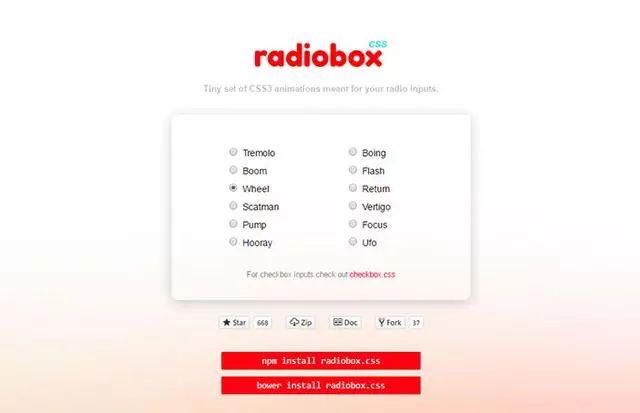 radiobox css
Tiny set of CSS3 animations meant for your radio inputs.
Tremolo
Boom
Wheel
Scatman
Pump
Hooray
Boing
Flash
Return
Vertigo
Focus
Ufo
For checkbox inputs check out checkbox.css
Star 668 Zip Doc Fork 37
npm install radiobox.css
bower install radiobox.css